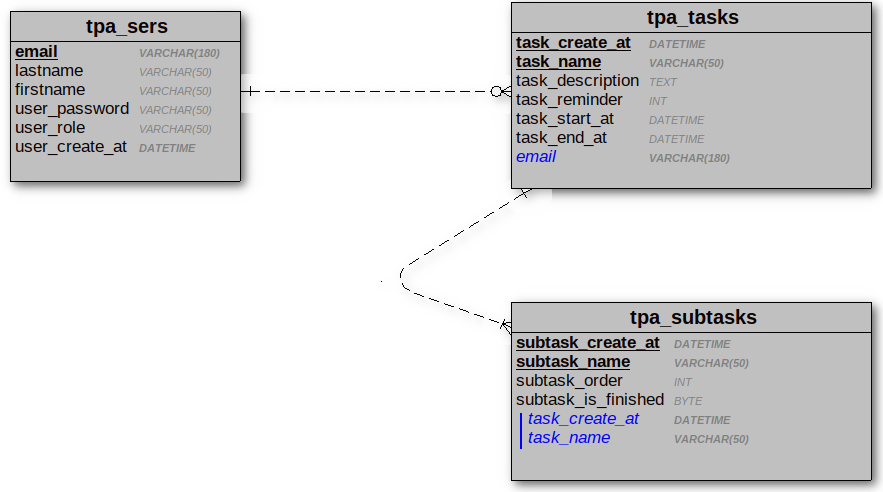 tpa_sers
email VARCHAR(180)
lastname VARCHAR(50)
firstname VARCHAR(50)
user_password VARCHAR(50)
user_role VARCHAR(50)
user_create_at DATETIME
tpa_tasks
task_create_at DATETIME
task_name VARCHAR(50)
task_description TEXT
task_reminder INT
task_start_at DATETIME
task_end_at DATETIME
email VARCHAR(180)
tpa_subtasks
subtask_create_at DATETIME
subtask_name VARCHAR(50)
subtask_order INT
subtask_is_finished BYTE
task_create_at DATETIME
task_name VARCHAR(50)